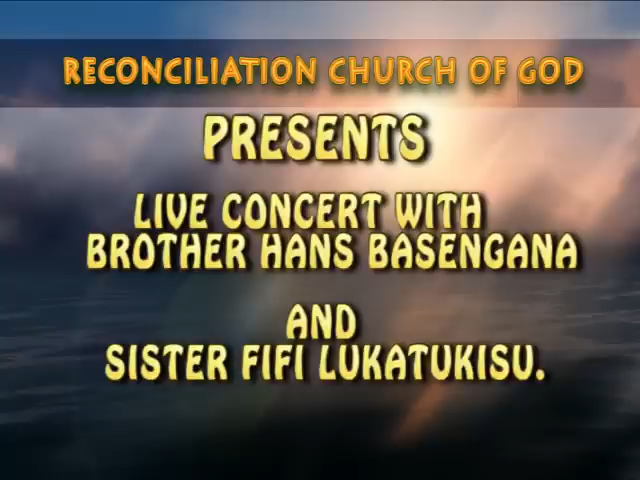 RECONCILIATION CHURCH OF GOD
PRESENTS
LIVE CONCERT WITH
BROTHER HANS BASENGANA
AND
SISTER FIFI LUKATUKISU.